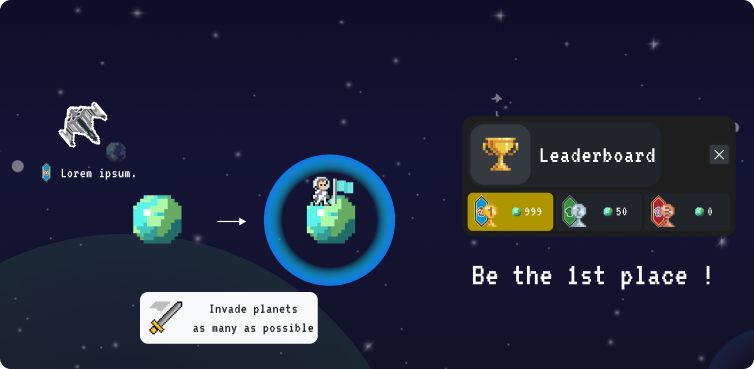 Lorem ipsum.
Invade planets
as many as possible
Leaderboard
999
50
0
Be the 1st place !